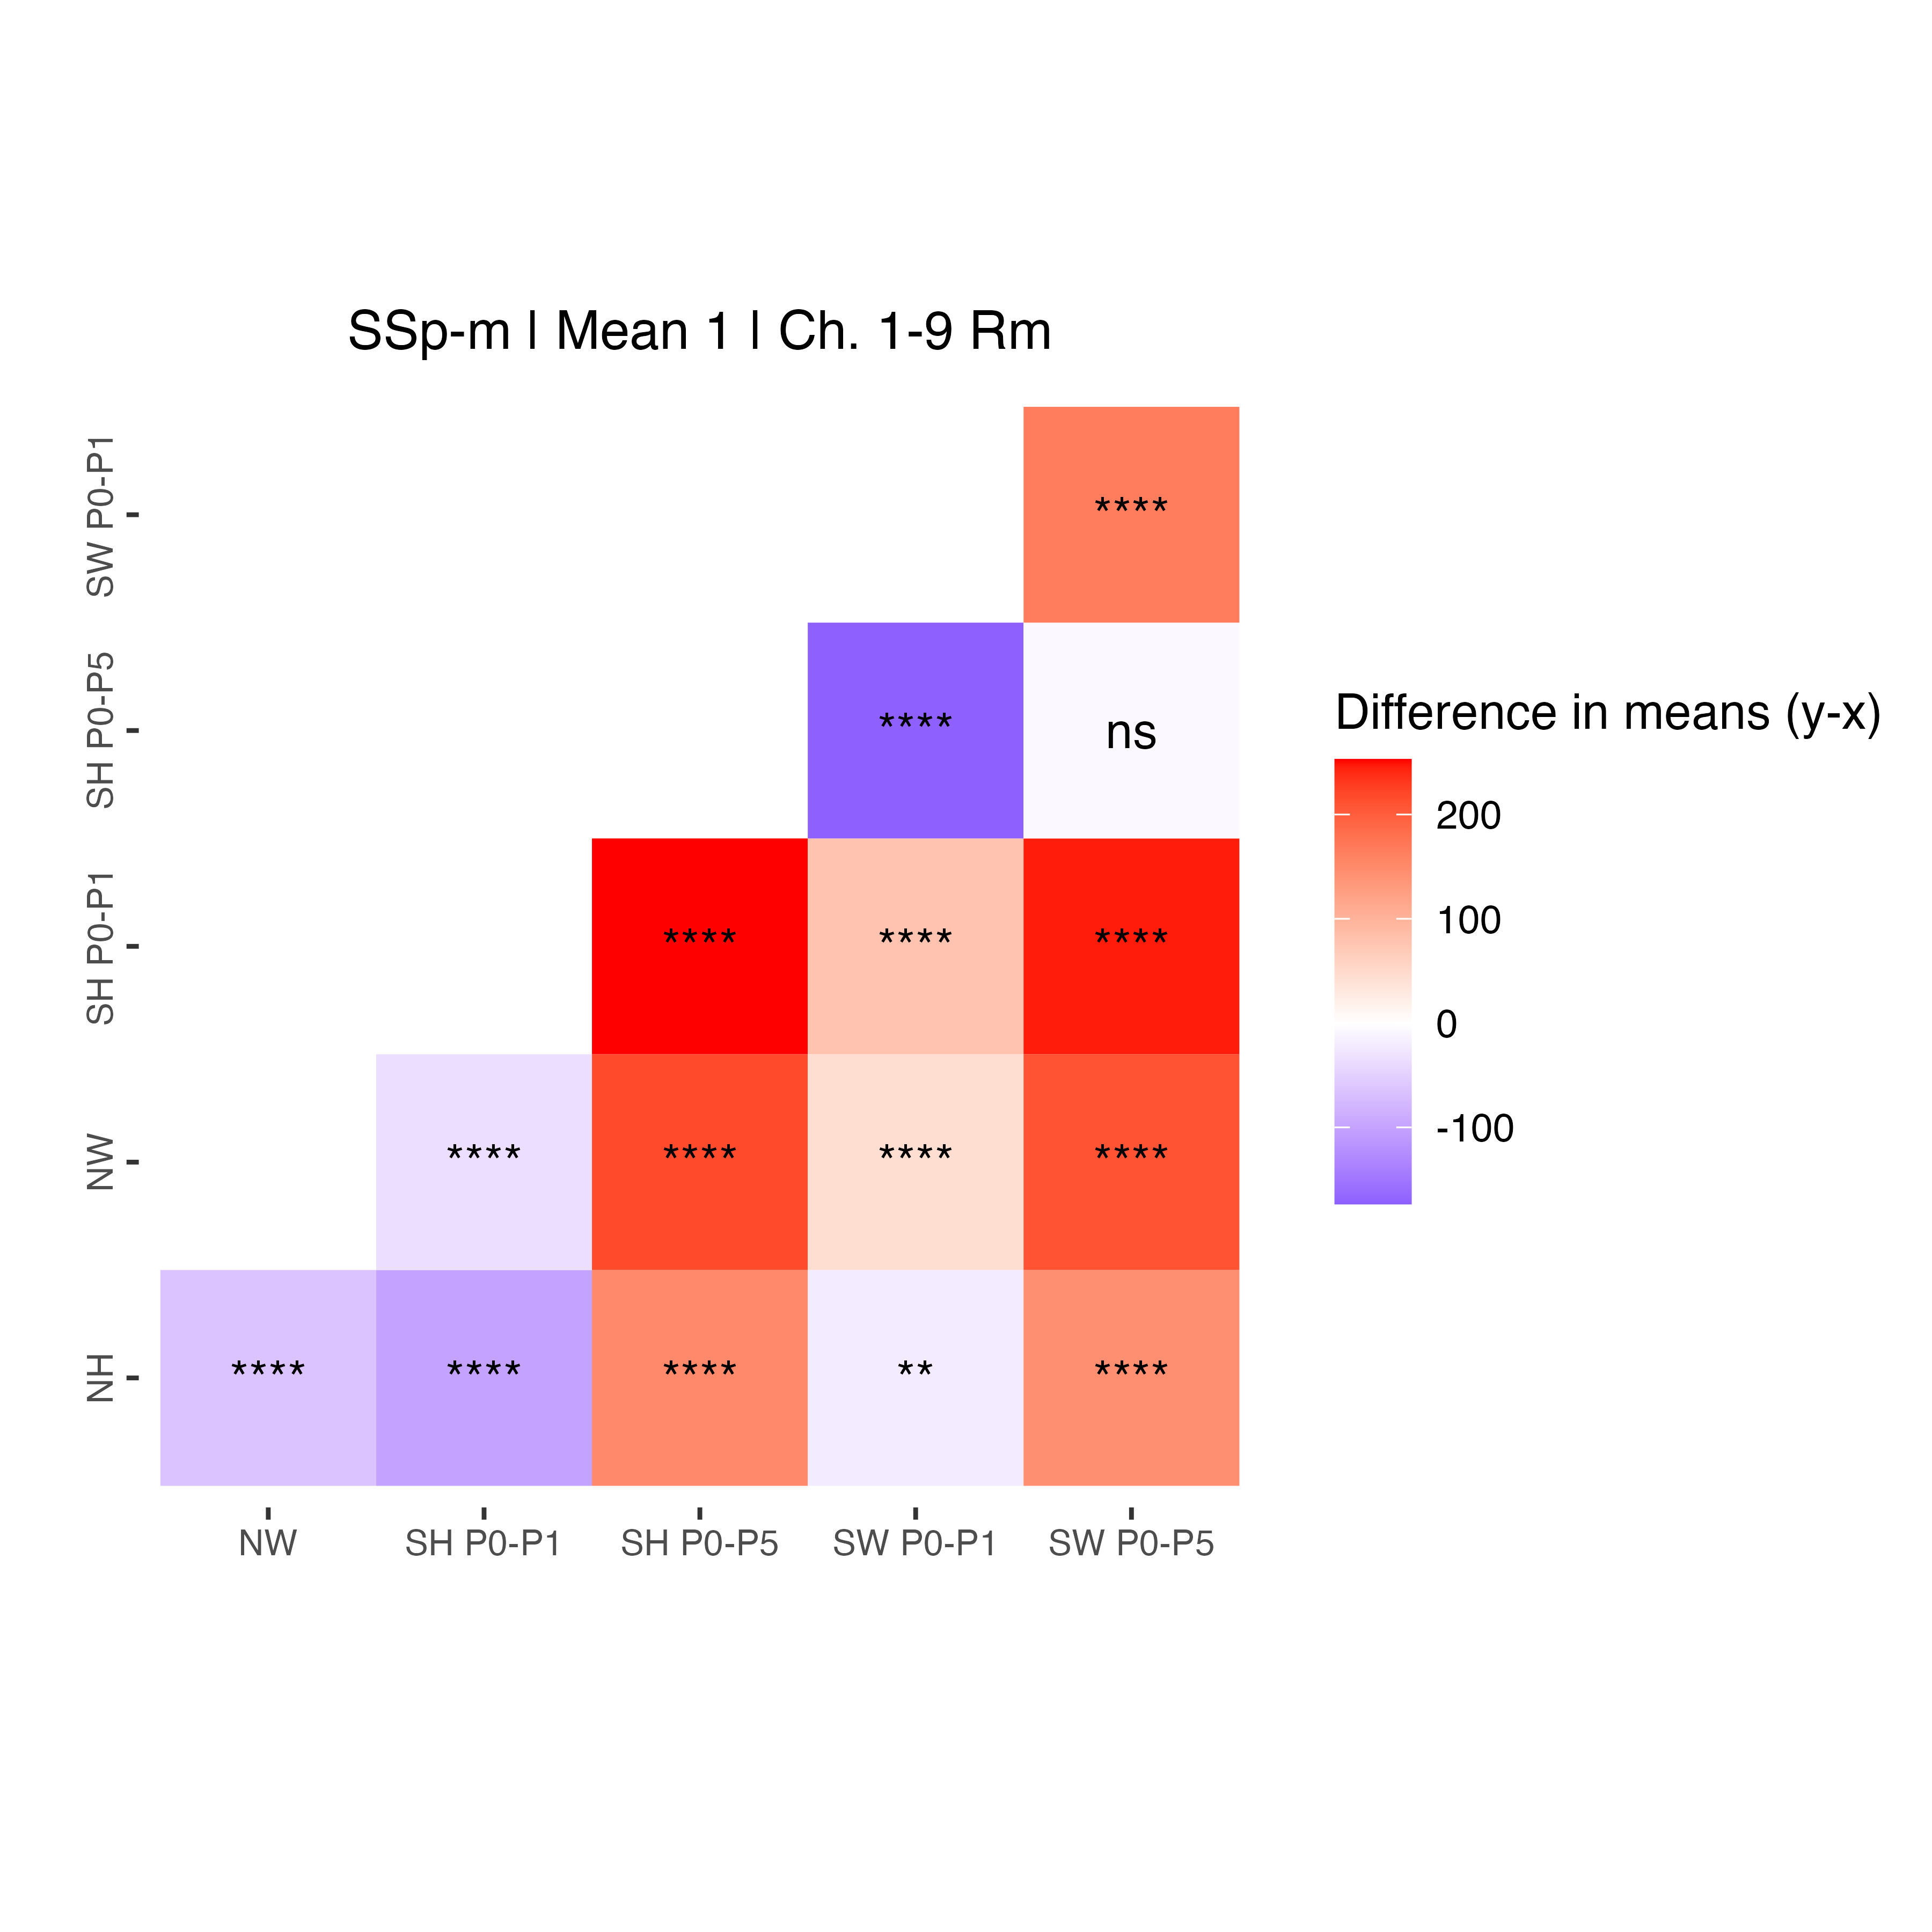 SSp-m | Mean 1 | Ch. 1-9 Rm
SW P0-P1
****
SH P0-P5
**** ns
SH P0-P1
**** **** ****
NW
**** **** **** ****
NH
**** **** **** ** ****
NW SH P0-P1 SH P0-P5 SW P0-P1 SW P0-P5
Difference in means (y-x)
200
100
0
-100